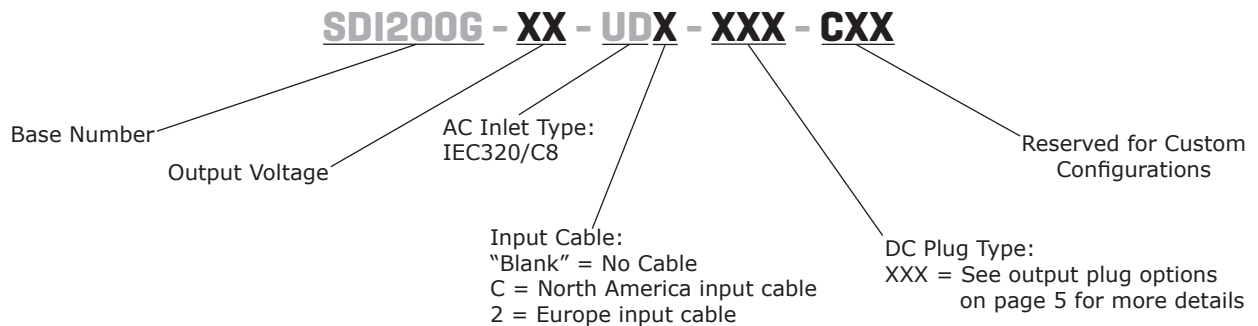 SDI200G - XX - UDX - XXX - CXX
Base Number
Output Voltage
AC Inlet Type:
IEC320/C8
Input Cable:
“Blank” = No Cable
C = North America input cable
2 = Europe input cable
DC Plug Type:
XXX = See output plug options
on page 5 for more details
Reserved for Custom
Configurations